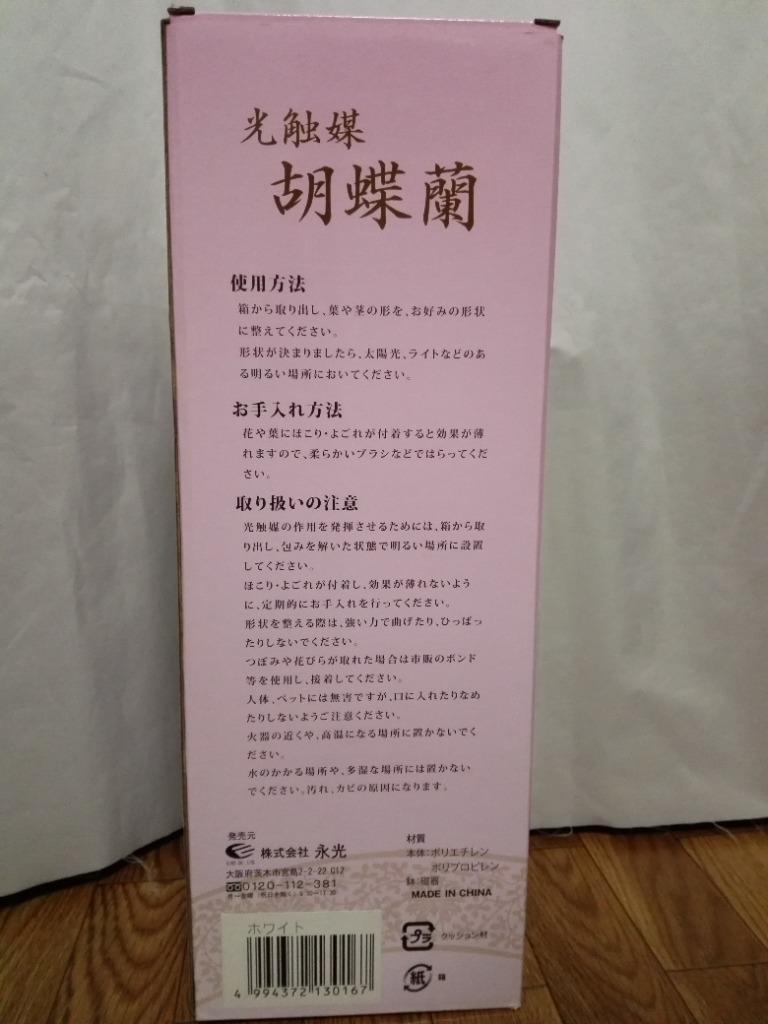 光触媒
胡蝶蘭
使用方法
箱から取り出し、葉や茎の形を、お好みの形状
に整えてください。
形状が決まりましたら、太陽光、ライトなどのあ
る明るい場所においてください。
お手入れ方法
花や葉にほこり・よごれが付着すると効果が薄
れますので、柔らかいブラシなどではらってくだ
さい。
取り扱いの注意
光触媒の作用を発揮させるためには、箱から取
り出し、包みを解いた状態で明るい場所に設置
してください。
ほこり・よごれが付着し、効果が薄れないよう
に、定期的にお手入れを行ってください。
形状を整える際は、強い力で曲げたり、ひっぱっ
たりしないでください。
つぼみや花びらが取れた場合は市販のボンド
等を使用し、接着してください。
人体、ペットには無害ですが、口に入れたりなめ
たりしないようご注意ください。
火器の近くや、高温になる場所に置かないでく
ださい。
水のかかる場所や、多湿な場所には置かない
でください。汚れ、カビの原因になります。
発売元
株式会社 永光
大阪府茨木市宮島2-2-22 012
0120-112-381
材質
本体:ポリエチレン
ポリプロピレン
鉢:磁器
MADE IN CHINA
ホワイト
4 994372 130167
プラ クッション材
紙 箱